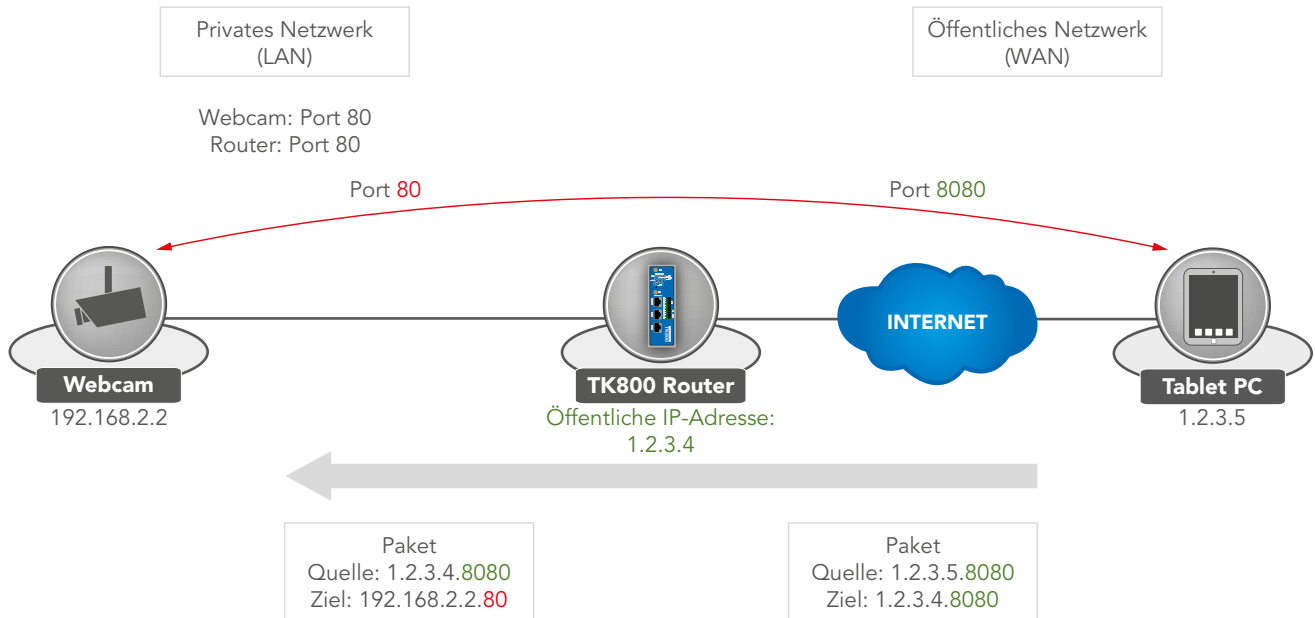 Privates Netzwerk
(LAN)
Öffentliches Netzwerk
(WAN)
Webcam: Port 80
Router: Port 80
Port 80
Port 8080
INTERNET
Webcam
192.168.2.2
TK800 Router
Öffentliche IP-Adresse:
1.2.3.4
Tablet PC
1.2.3.5
Paket
Quelle: 1.2.3.4.8080
Ziel: 192.168.2.2.80
Paket
Quelle: 1.2.3.5.8080
Ziel: 1.2.3.4.8080